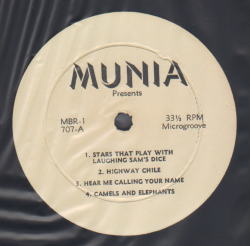 MUNIA
Presents
MBR-1
707-A
33⅓ RPM
Microgroove
1. STARS THAT PLAY WITH
LAUGHING SAM'S DICE
2. HIGHWAY CHILE
3. HEAR ME CALLING YOUR NAME
4. CAMELS AND ELEPHANTS